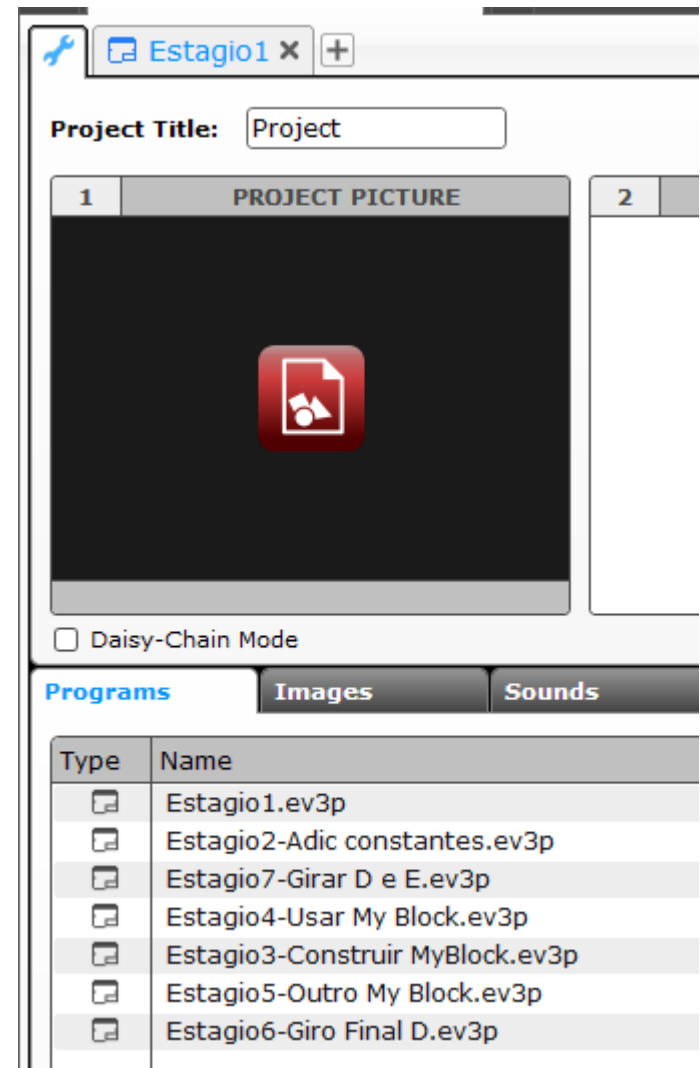 Estagio1
Project Title: Project
1 PROJECT PICTURE 2
Daisy-Chain Mode
Programs Images Sounds
Type Name
Estagio1.ev3p
Estagio2-Adic constantes.ev3p
Estagio7-Girar D e E.ev3p
Estagio4-Usar My Block.ev3p
Estagio3-Construir MyBlock.ev3p
Estagio5-Outro My Block.ev3p
Estagio6-Giro Final D.ev3p